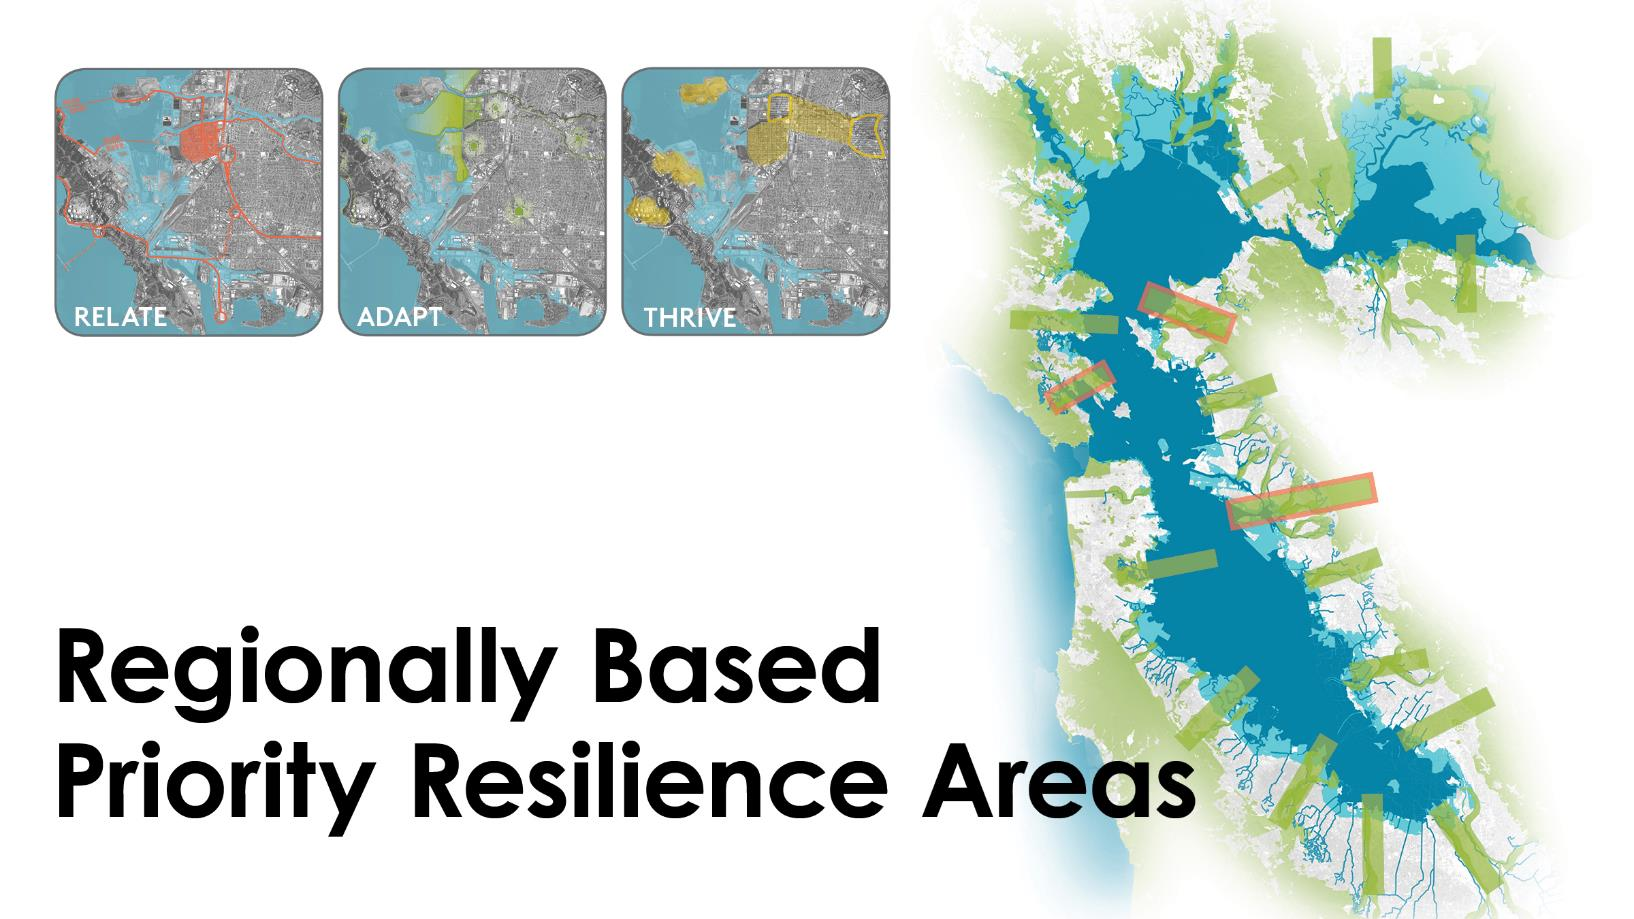 RELATE
ADAPT
THRIVE
Regionally Based
Priority Resilience Areas